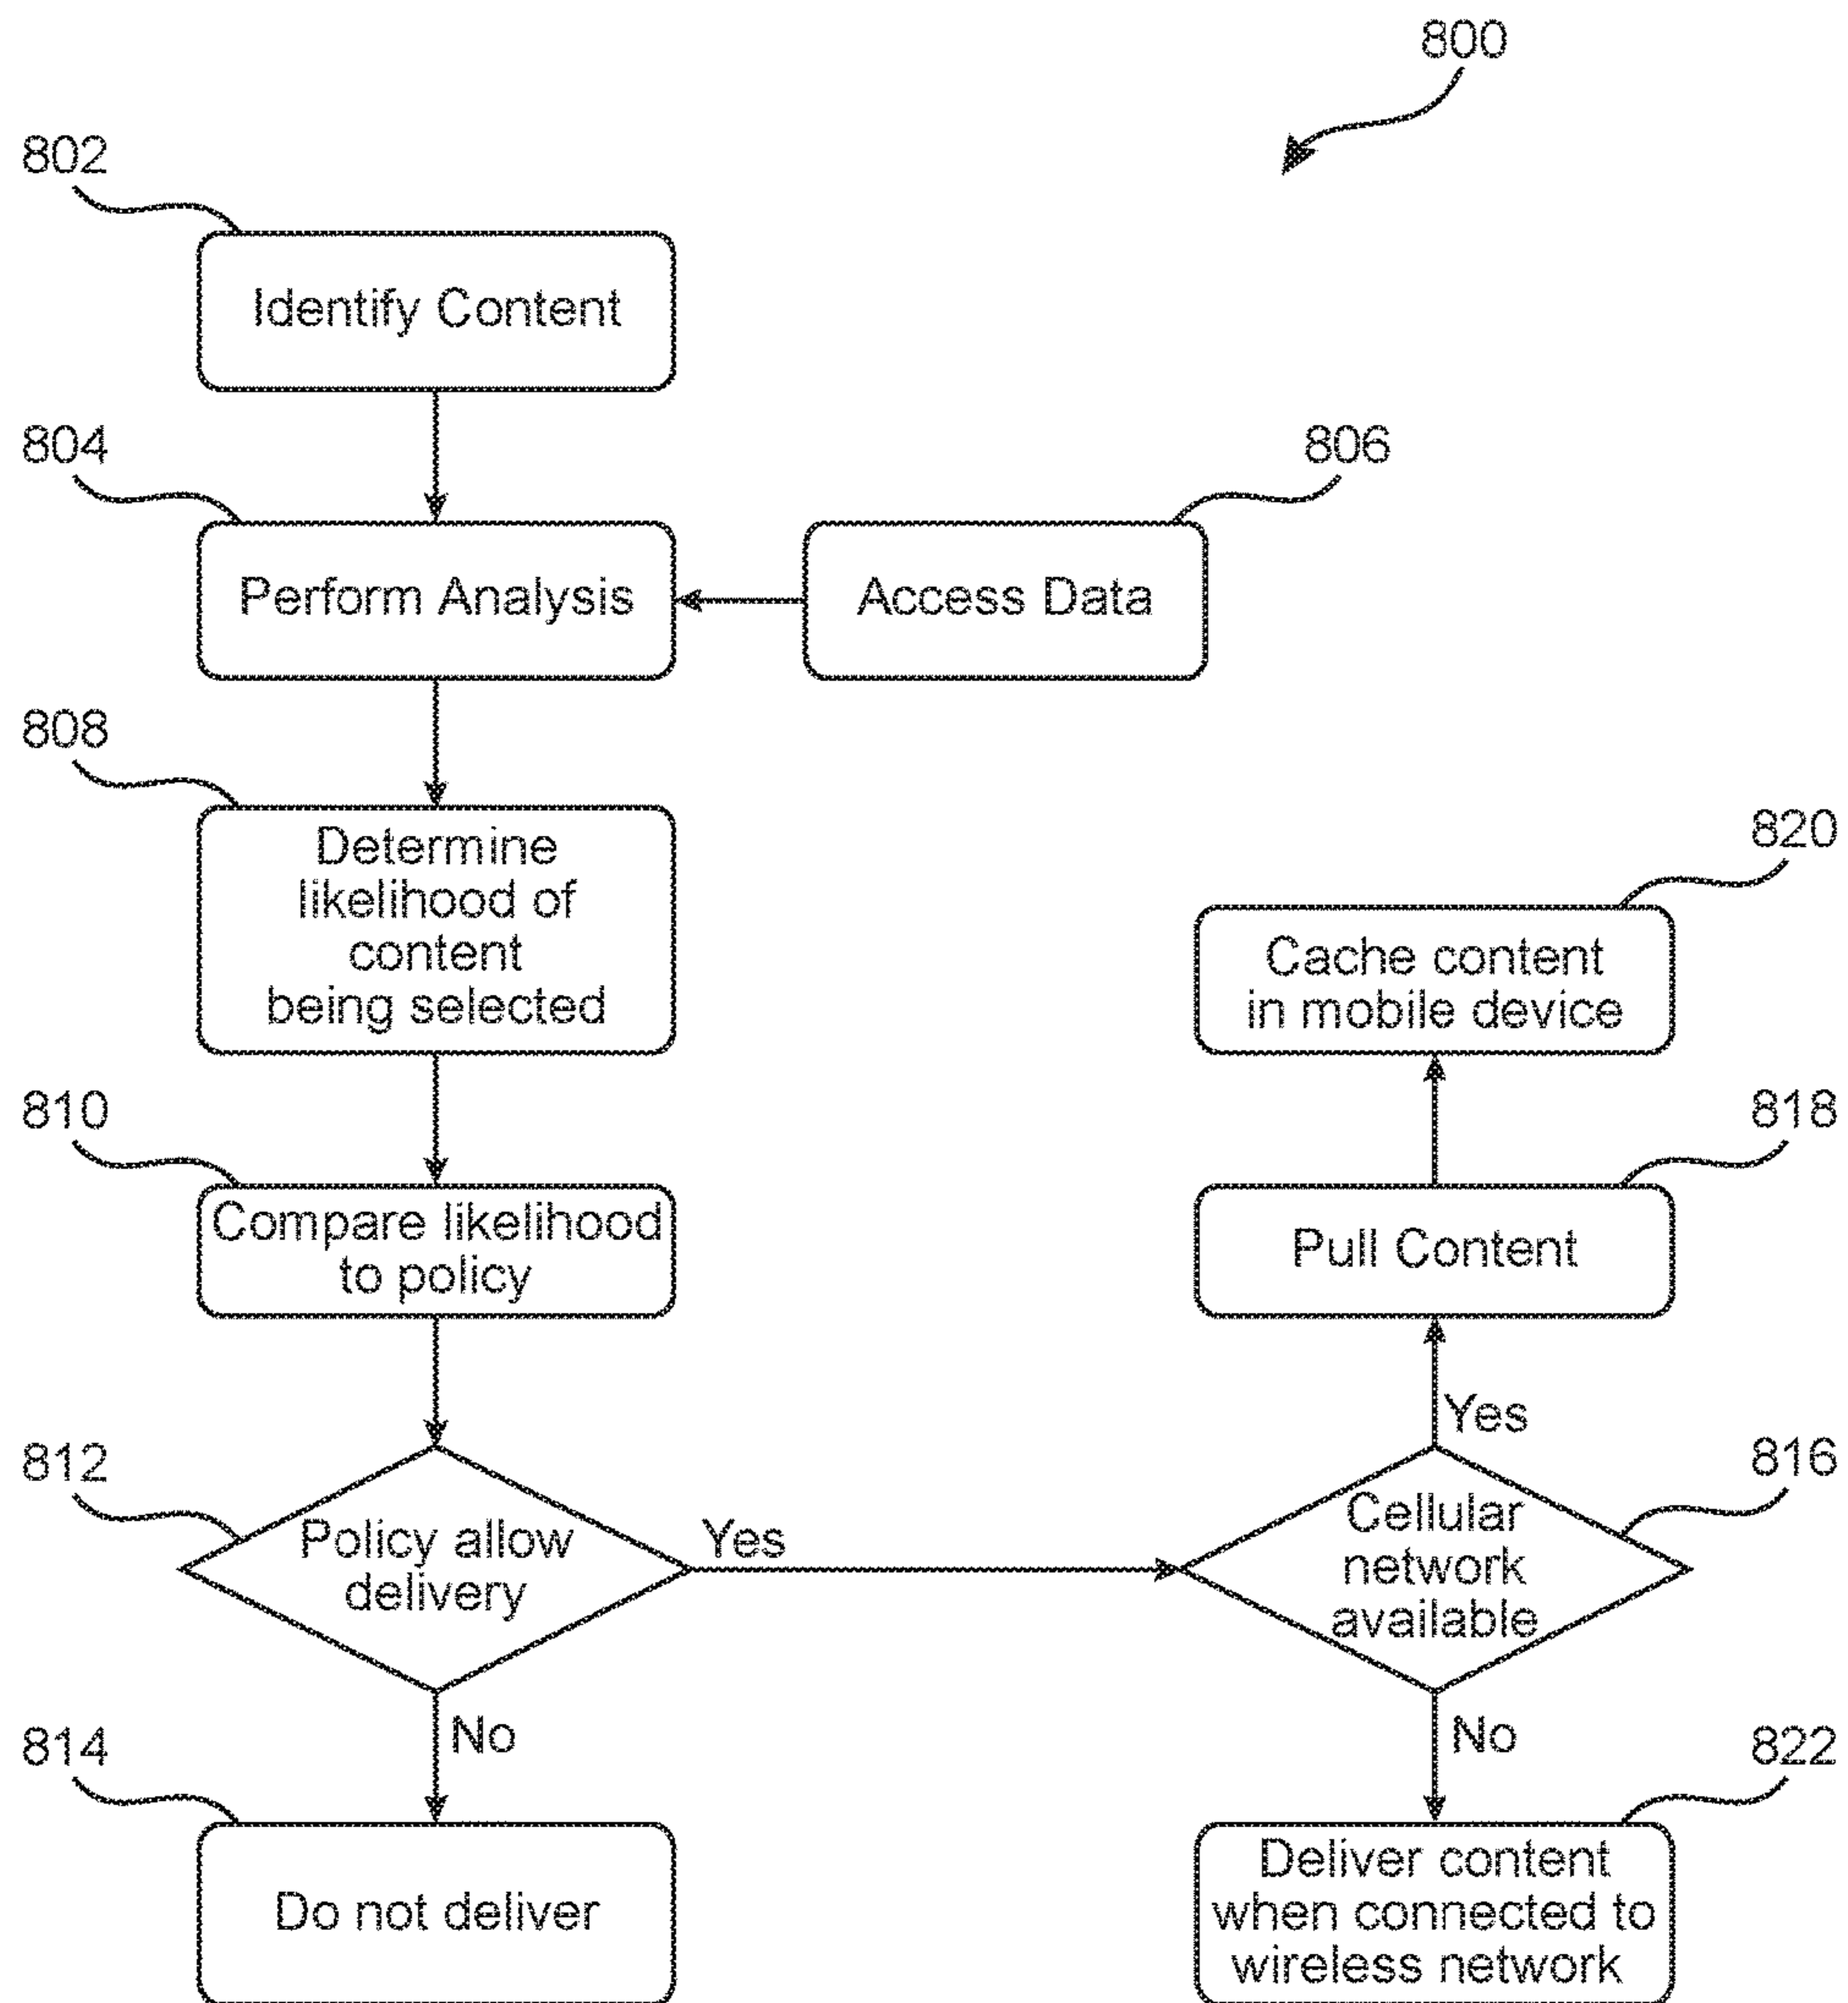 800
802
Identify Content
804
806
Perform Analysis
Access Data
808
Determine
likelihood of
content
being selected
820
Cache content
in mobile device
810
Compare likelihood
to policy
818
Pull Content
Yes
812
Policy allow
delivery
Yes
816
Cellular
network
available
No
No
814
Do not deliver
822
Deliver content
when connected to
wireless network